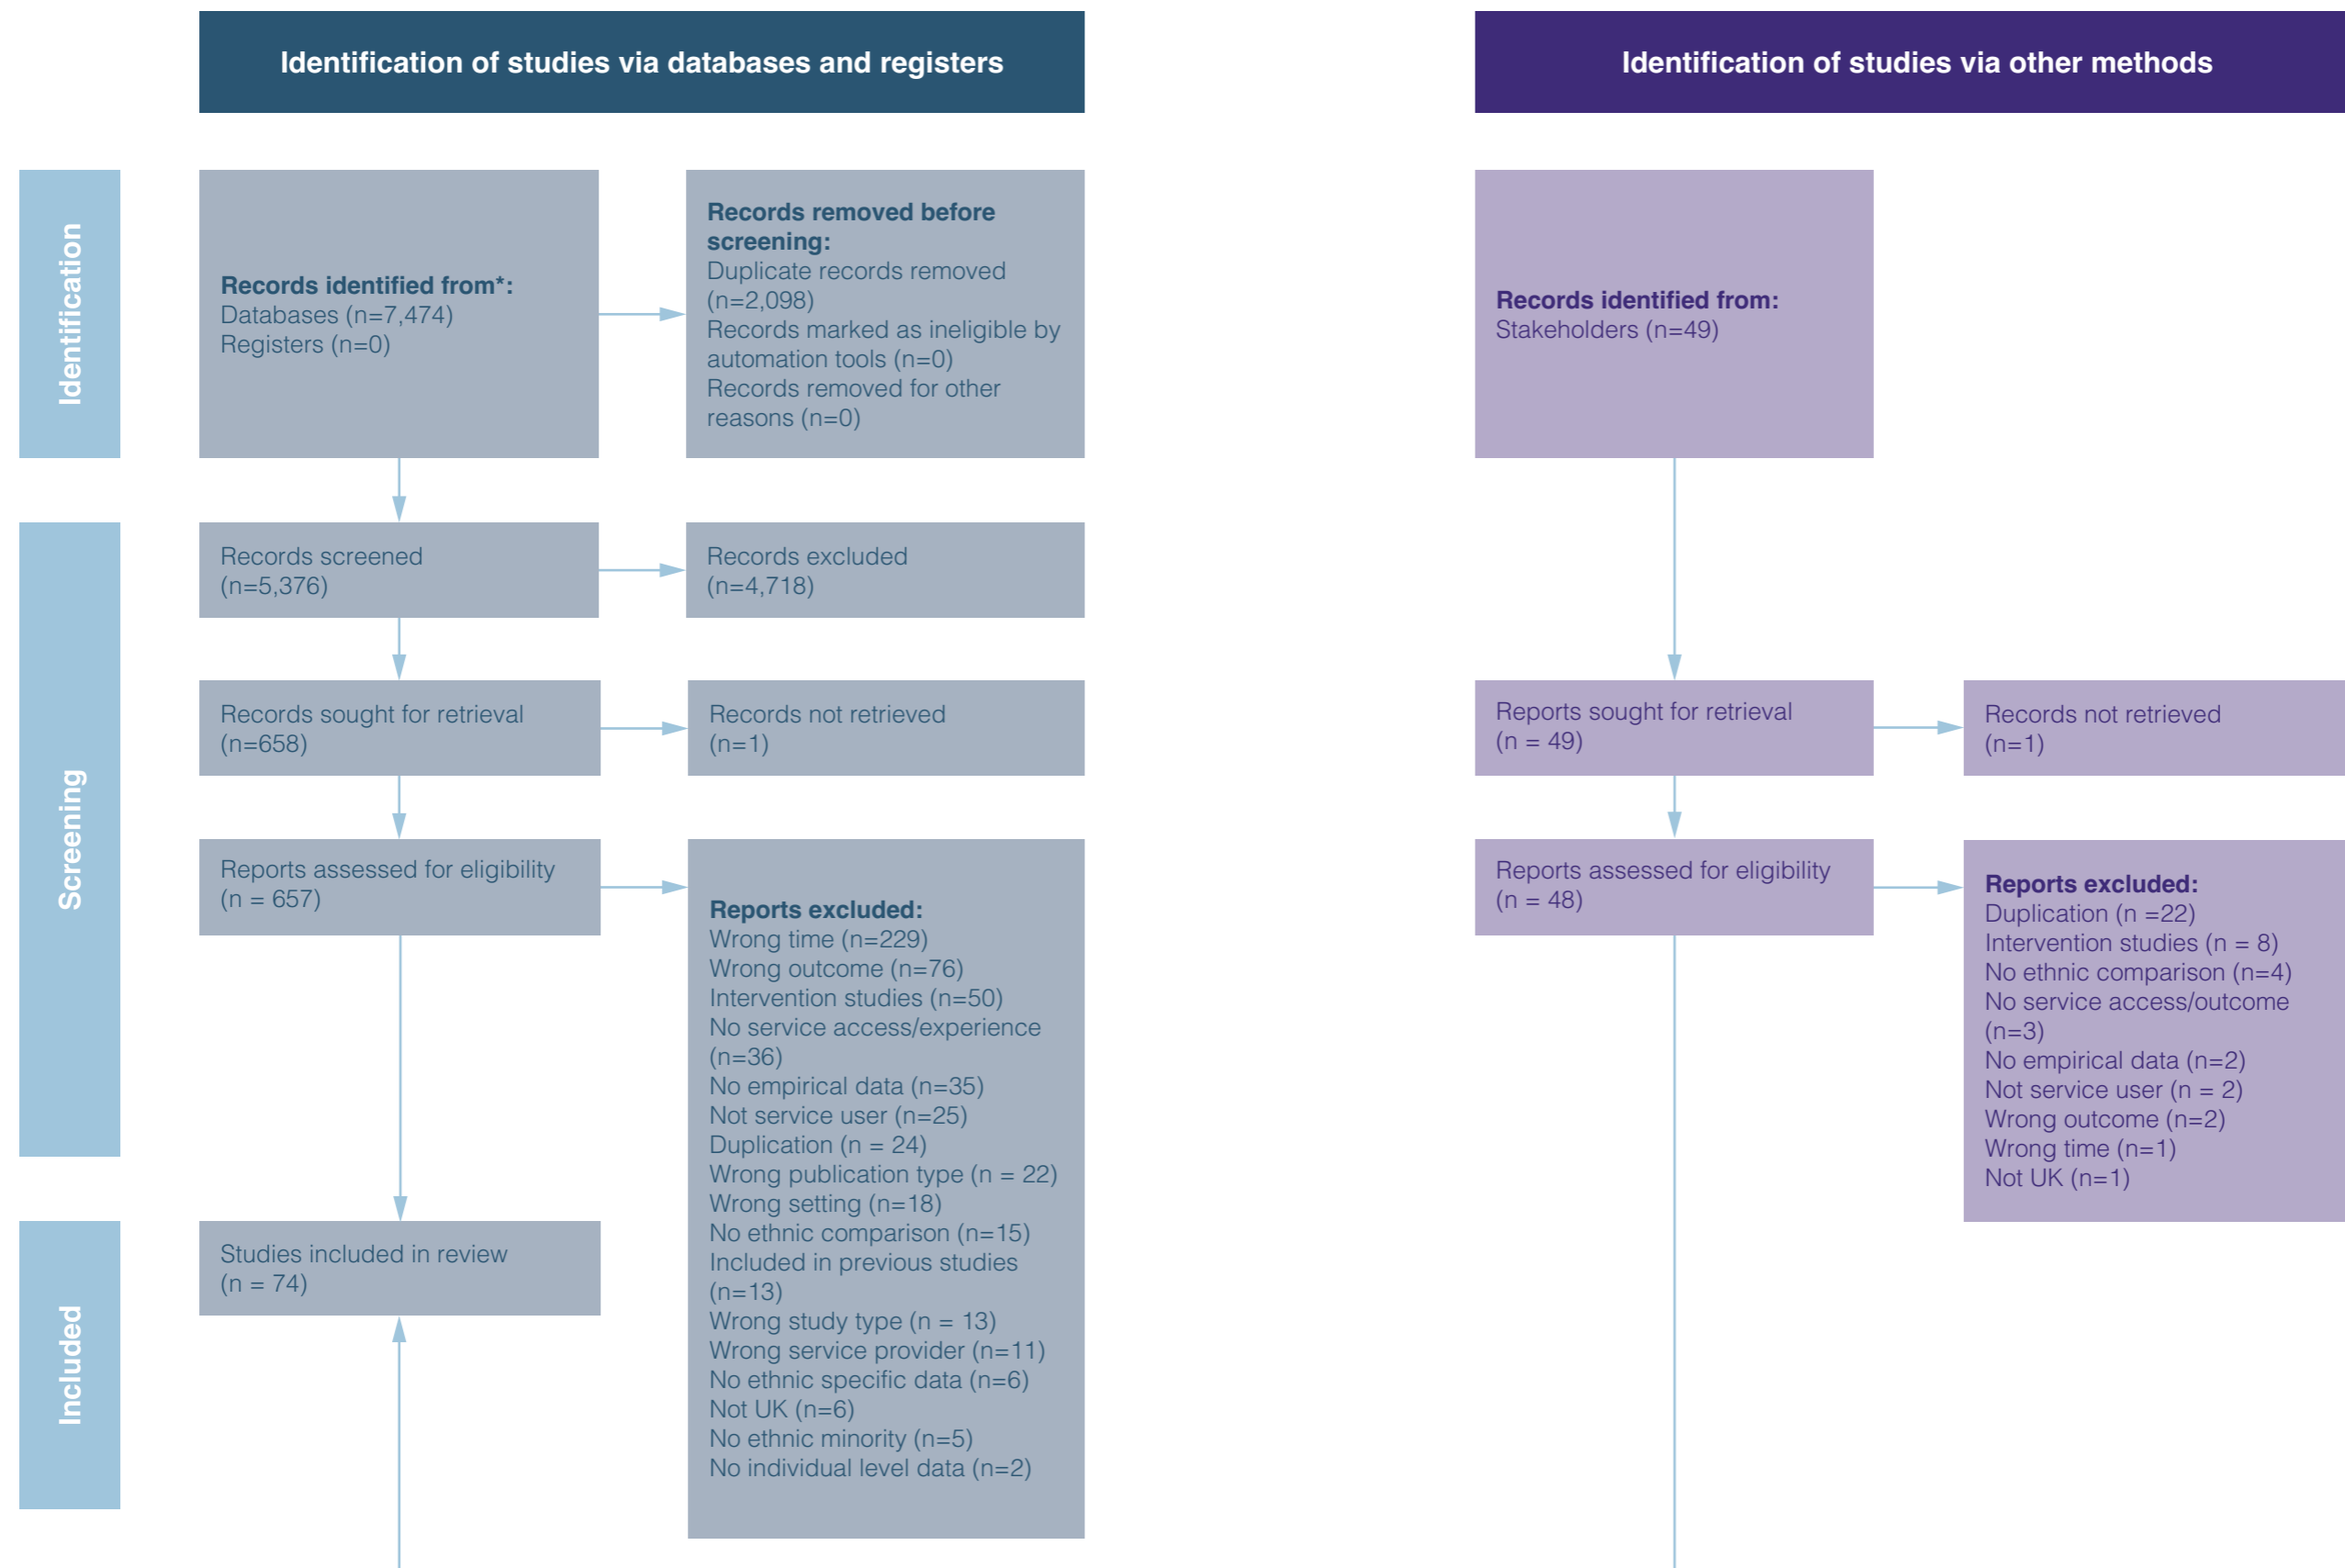 Identification of studies via databases and registers
Identification of studies via other methods
Identification
Records identified from*:
Databases (n=7,474)
Registers (n=0)
Records removed before
screening:
Duplicate records removed
(n=2,098)
Records marked as ineligible by
automation tools (n=0)
Records removed for other
reasons (n=0)
Records identified from:
Stakeholders (n=49)
Screening
Records screened
(n=5,376)
Records excluded
(n=4,718)
Records sought for retrieval
(n=658)
Records not retrieved
(n=1)
Reports sought for retrieval
(n = 49)
Records not retrieved
(n=1)
Reports assessed for eligibility
(n = 657)
Reports excluded:
Wrong time (n=229)
Wrong outcome (n=76)
Intervention studies (n=50)
No service access/experience
(n=36)
No empirical data (n=35)
Not service user (n=25)
Duplication (n = 24)
Wrong publication type (n = 22)
Wrong setting (n=18)
No ethnic comparison (n=15)
Included in previous studies
(n=13)
Wrong study type (n = 13)
Wrong service provider (n=11)
No ethnic specific data (n=6)
Not UK (n=6)
No ethnic minority (n=5)
No individual level data (n=2)
Reports assessed for eligibility
(n = 48)
Reports excluded:
Duplication (n =22)
Intervention studies (n = 8)
No ethnic comparison (n=4)
No service access/outcome
(n=3)
No empirical data (n=2)
Not service user (n = 2)
Wrong outcome (n=2)
Wrong time (n=1)
Not UK (n=1)
Included
Studies included in review
(n = 74)